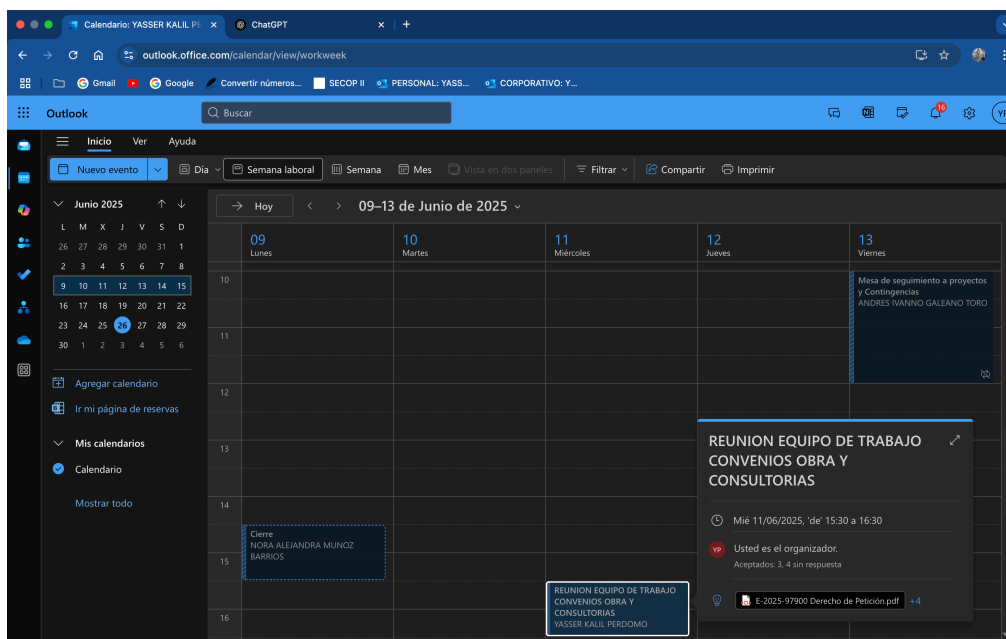 Calendario: YASSER KALIL PE
ChatGPT
outlook.office.com/calendar/view/workweek
Gmail
Google
Convertir números...
SECOP II
PERSONAL: YASS...
CORPORATIVO: Y...
Outlook
Buscar
16
YP
Inicio Ver Ayuda
Nuevo evento
Día
Semana laboral
Semana
Mes
Vista en dos paneles
Filtrar
Compartir
Imprimir
Junio 2025
L M X J V S D
26 27 28 29 30 31 1
2 3 4 5 6 7 8
9 10 11 12 13 14 15
16 17 18 19 20 21 22
23 24 25 26 27 28 29
30 1 2 3 4 5 6
Agregar calendario
Ir mi página de reservas
Mis calendarios
Calendario
Mostrar todo
Hoy
09–13 de Junio de 2025
09
Lunes
10
Martes
11
Miércoles
12
Jueves
13
Viernes
10
11
12
13
14
15
16
Mesa de seguimiento a proyectos
y Contingencias
ANDRES IVANNO GALEANO TORO
Cierre
NORA ALEJANDRA MUNOZ
BARRIOS
REUNION EQUIPO DE TRABAJO
CONVENIOS OBRA Y
CONSULTORIAS
YASSER KALIL PERDOMO
REUNION EQUIPO DE TRABAJO
CONVENIOS OBRA Y
CONSULTORIAS
Mié 11/06/2025, 'de' 15:30 a 16:30
YP
Usted es el organizador.
Aceptados: 3, 4 sin respuesta
E-2025-97900 Derecho de Petición.pdf
+4